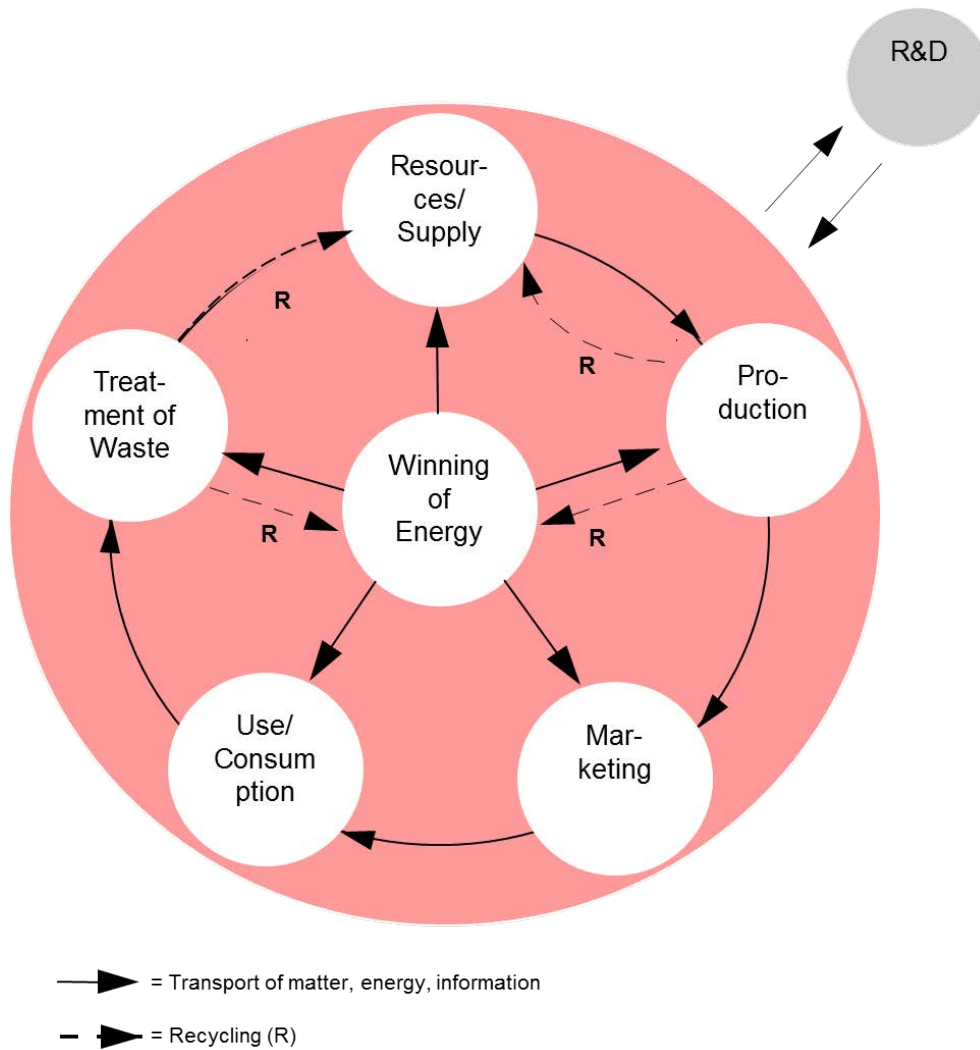 R&D
Resour-
ces/
Supply
R
R
Treat-
ment of
Waste
Pro-
duction
Winning
of
Energy
R
R
Use/
Consum
ption
Mar-
keting
= Transport of matter, energy, information
= Recycling (R)